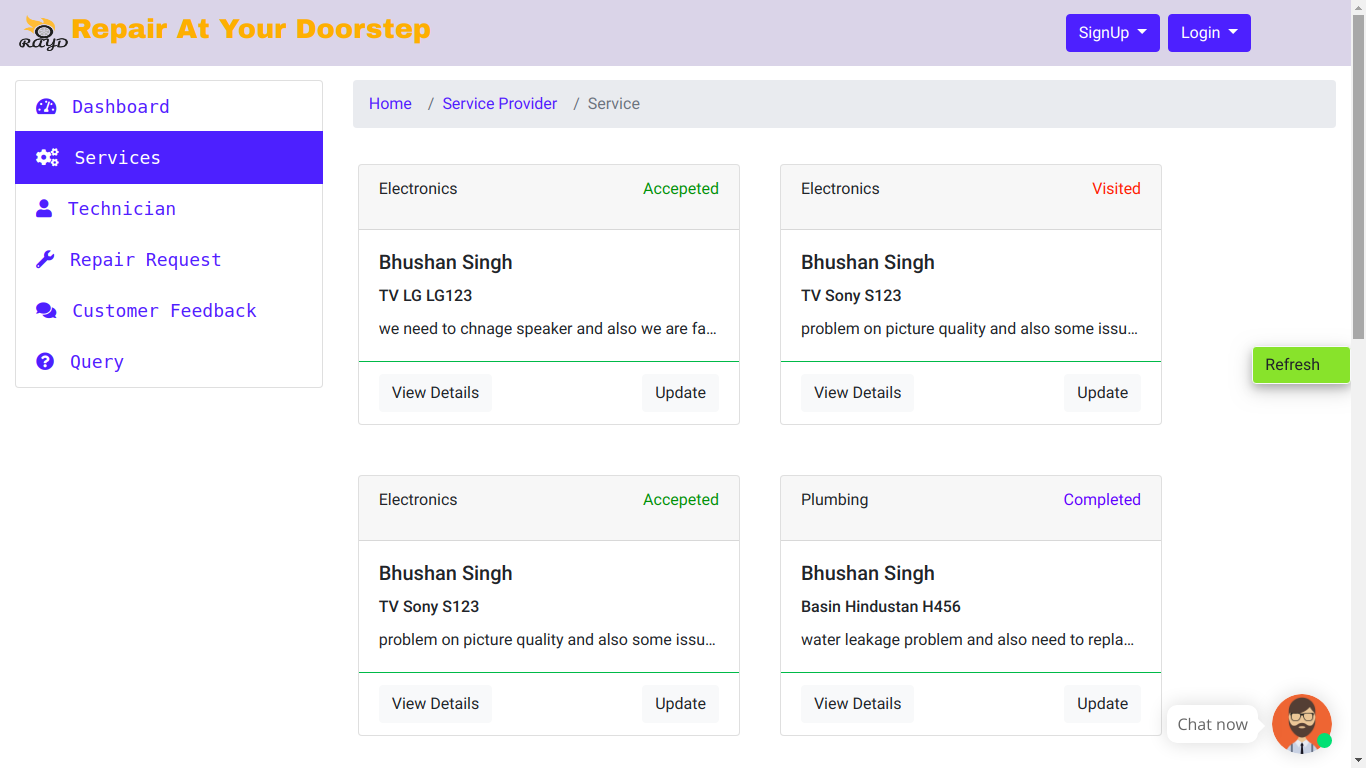 RAYD Repair At Your Doorstep
SignUp Login
Dashboard
Services
Technician
Repair Request
Customer Feedback
Query
Home / Service Provider / Service
Electronics Accepeted
Bhushan Singh
TV LG LG123
we need to chnage speaker and also we are fa...
View Details Update
Electronics Visited
Bhushan Singh
TV Sony S123
problem on picture quality and also some issu...
View Details Update
Refresh
Electronics Accepeted
Bhushan Singh
TV Sony S123
problem on picture quality and also some issu...
View Details Update
Plumbing Completed
Bhushan Singh
Basin Hindustan H456
water leakage problem and also need to repla...
View Details Update
Chat now